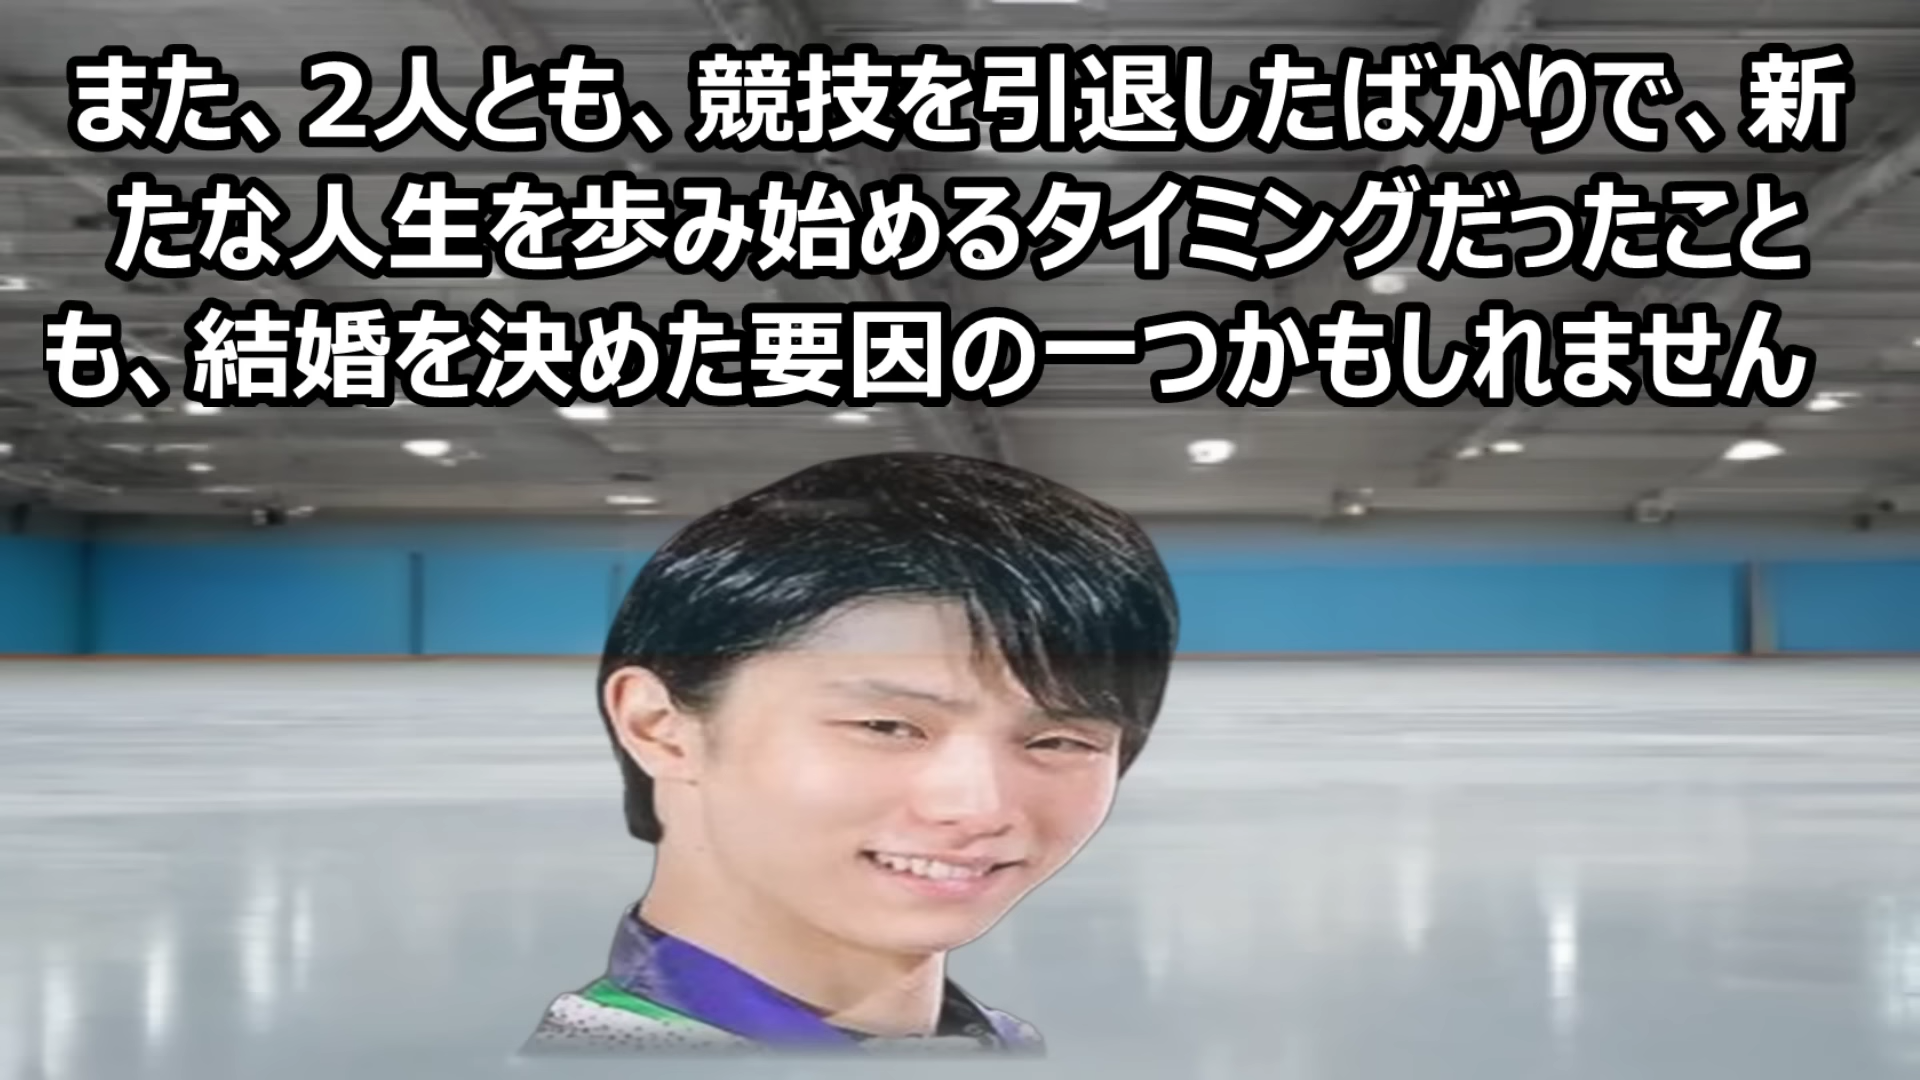 また、2人とも、競技を引退したばかりで、新
たな人生を歩み始めるタイミングだったこと
も、結婚を決めた要因の一つかもしれません